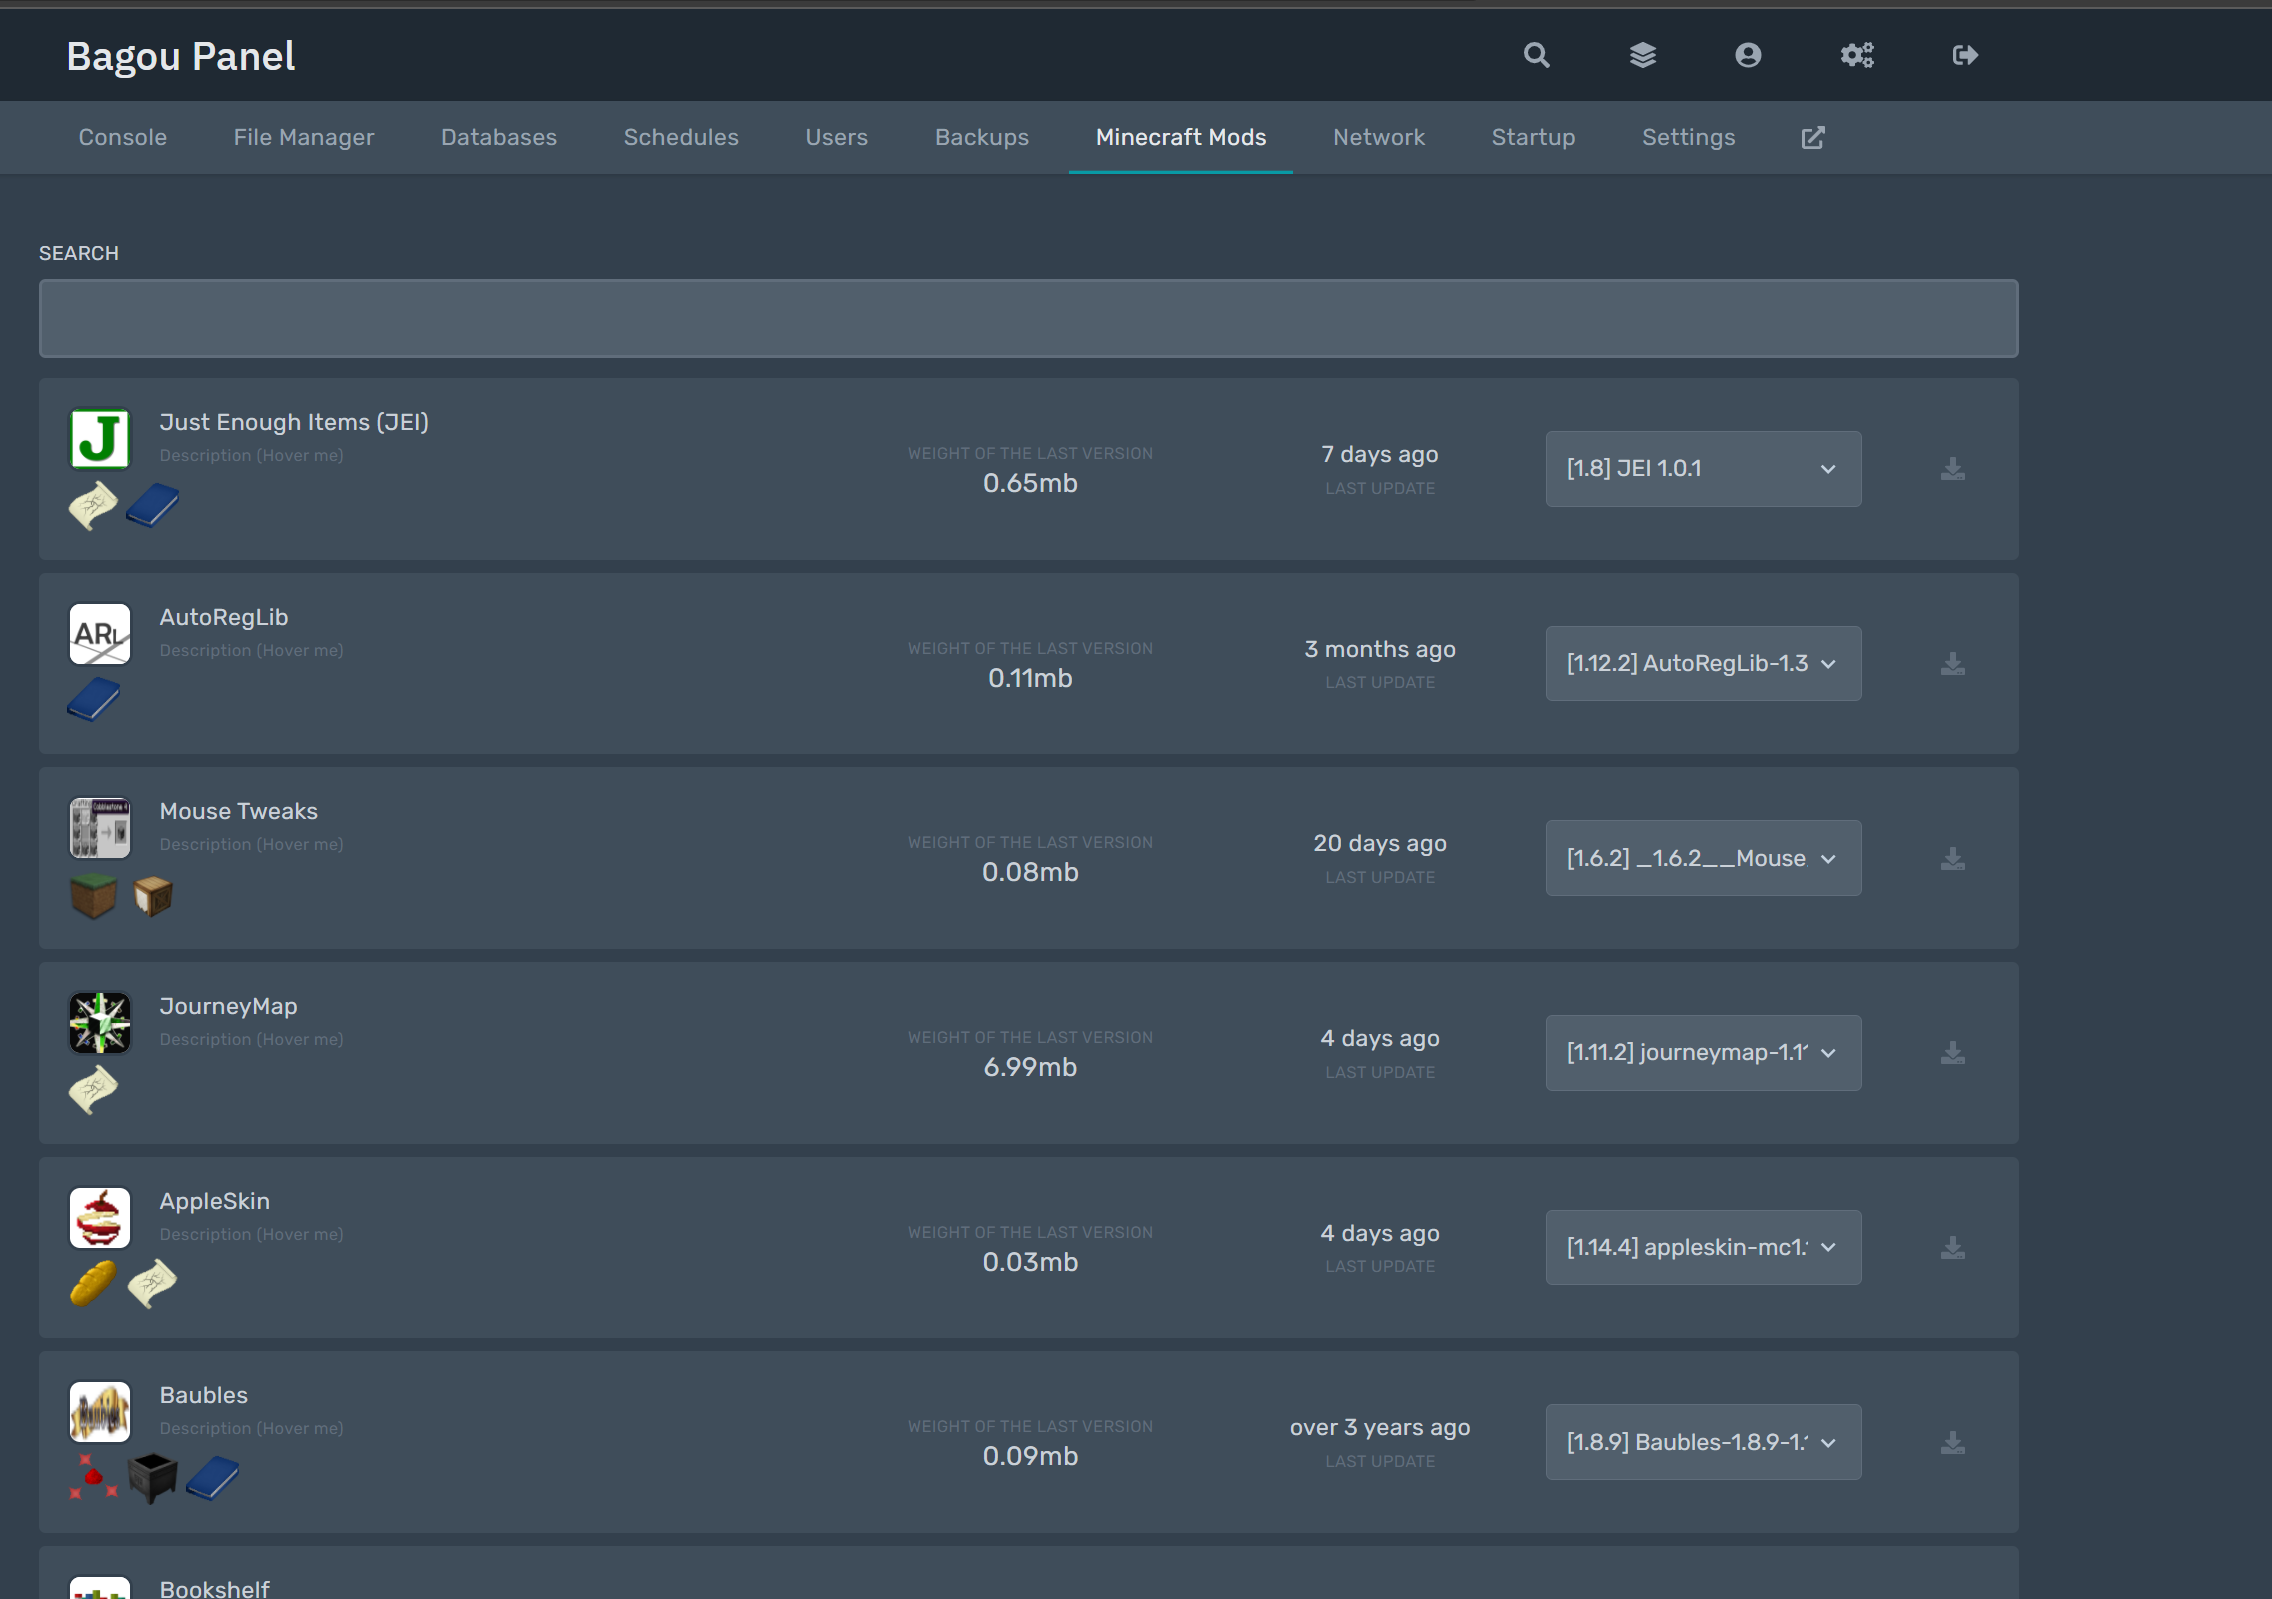 Bagou Panel
Console File Manager Databases Schedules Users Backups Minecraft Mods Network Startup Settings
SEARCH
Just Enough Items (JEI)
Description (Hover me)
WEIGHT OF THE LAST VERSION
0.65mb
7 days ago
LAST UPDATE
[1.8] JEI 1.0.1
ARL
AutoRegLib
Description (Hover me)
WEIGHT OF THE LAST VERSION
0.11mb
3 months ago
LAST UPDATE
[1.12.2] AutoRegLib-1.3
Mouse Tweaks
Description (Hover me)
WEIGHT OF THE LAST VERSION
0.08mb
20 days ago
LAST UPDATE
[1.6.2] _1.6.2__Mouse
JourneyMap
Description (Hover me)
WEIGHT OF THE LAST VERSION
6.99mb
4 days ago
LAST UPDATE
[1.11.2] journeymap-1.11
AppleSkin
Description (Hover me)
WEIGHT OF THE LAST VERSION
0.03mb
4 days ago
LAST UPDATE
[1.14.4] appleskin-mc1.
Baubles
Description (Hover me)
WEIGHT OF THE LAST VERSION
0.09mb
over 3 years ago
LAST UPDATE
[1.8.9] Baubles-1.8.9-1.
Bookshelf